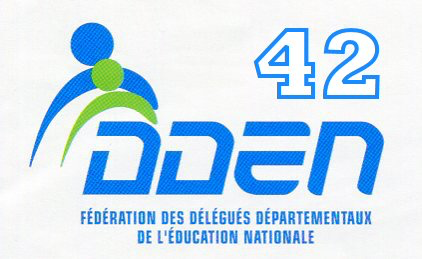 42
DDEN
FÉDÉRATION DES DÉLÉGUÉS DÉPARTEMENTAUX
DE L'ÉDUCATION NATIONALE